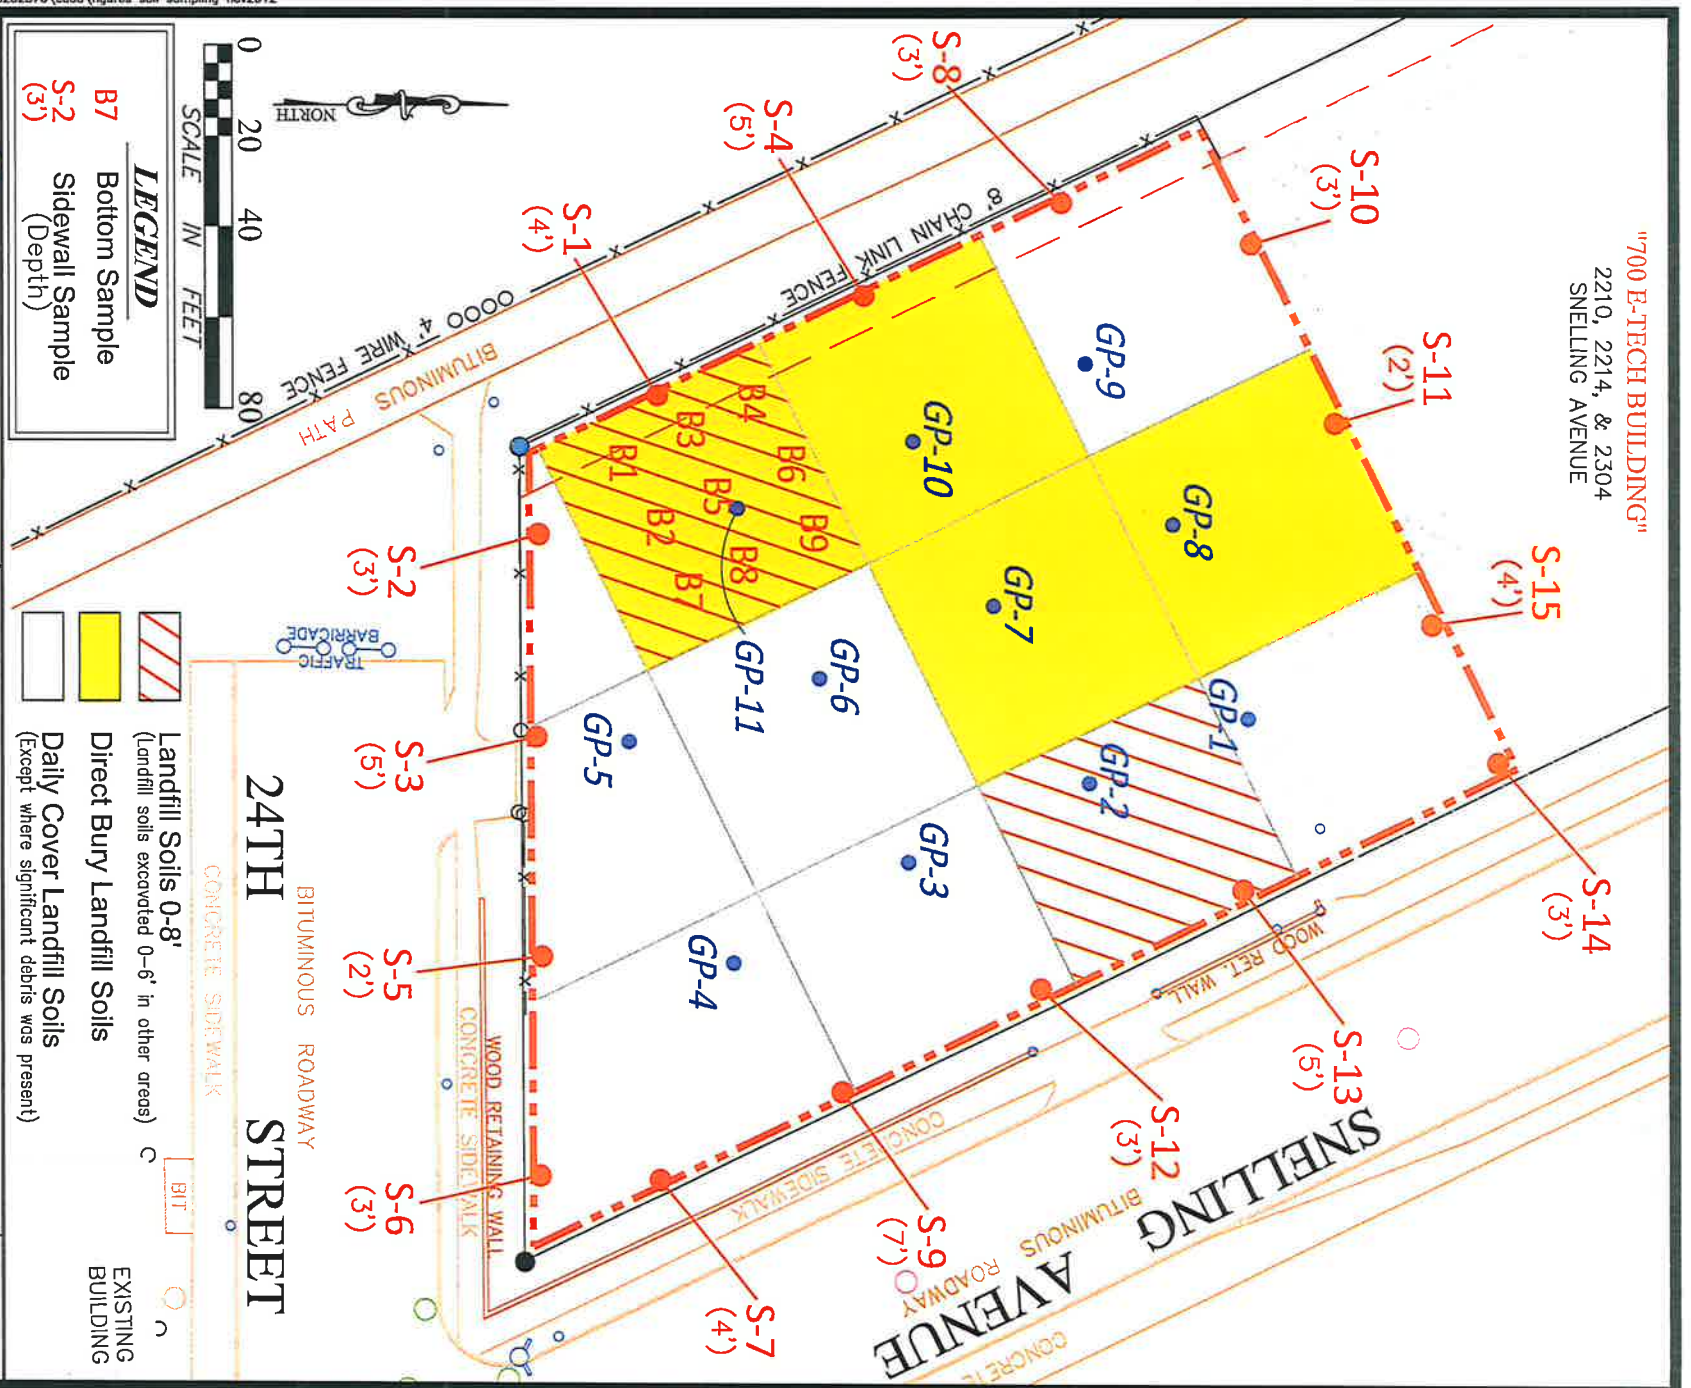 "700 E-TECH BUILDING"
2210, 2214, & 2304
SNELLING AVENUE
S-8
(3')
S-4
(5')
S-1
(4')
S-10
(3')
S-11
(2')
S-15
(4')
S-14
(3')
S-13
(5')
S-12
(3')
S-9
(7')
S-7
(4')
S-6
(3')
S-5
(2')
S-3
(5')
S-2
(3')
GP-9
GP-10
GP-8
GP-7
GP-1
GP-2
GP-3
GP-4
GP-5
GP-6
GP-11
B4
B3
B1
B6
B5
B2
B9
B8
B7
8' CHAIN LINK FENCE
4' WIRE FENCE
BITUMINOUS PATH
TRAFFIC
BARRICADE
WOOD RET. WALL
CONCRETE SIDEWALK
SNELLING AVENUE
BITUMINOUS ROADWAY
CONCRETE
WOOD RETAINING WALL
CONCRETE SIDEWALK
BITUMINOUS ROADWAY
24TH STREET
CONCRETE SIDEWALK
BIT
EXISTING
BUILDING
NORTH
0 20 40 80
SCALE IN FEET
LEGEND
B7 Bottom Sample
S-2 Sidewall Sample
(3') (Depth)
Landfill Soils 0-8'
(Landfill soils excavated 0-6' in other areas)
Direct Bury Landfill Soils
Daily Cover Landfill Soils
(Except where significant debris was present)